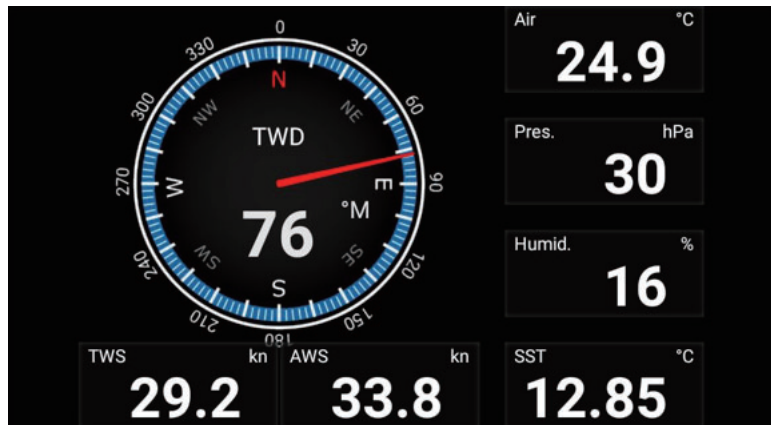 0
30
60
90
120
150
180
210
240
270
300
330
N
NE
E
SE
S
SW
W
NW
TWD
76 °M
Air °C
24.9
Pres. hPa
30
Humid. %
16
TWS kn
29.2
AWS kn
33.8
SST °C
12.85